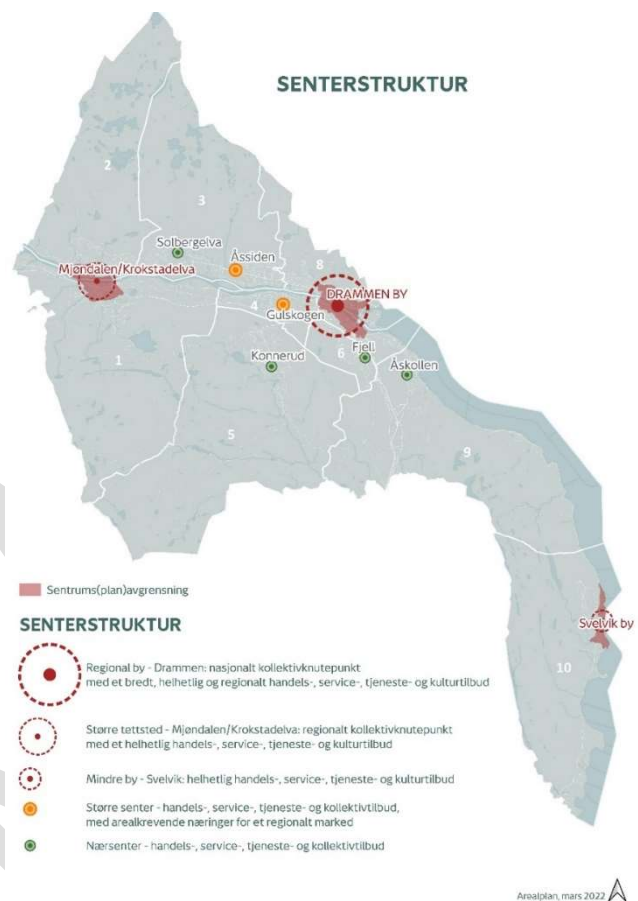 SENTERSTRUKTUR
2
3
Solbergelva
Åssiden
Mjøndalen/Krokstadelva
8
DRAMMEN BY
4
Gulskogen
6
Fjell
Konnerud
Åskollen
1
7
5
9
Sentrums(plan)avgrensning
SENTERSTRUKTUR
Svelvik by
10
Regional by - Drammen: nasjonalt kollektivknutepunkt
med et bredt, helhetlig og regionalt handels-, service-, tjeneste- og kulturtilbud
Større tettsted - Mjøndalen/Krokstadelva: regionalt kollektivknutepunkt
med et helhetlig handels-, service-, tjeneste- og kulturtilbud
Mindre by - Svelvik: helhetlig handels-, service-, tjeneste- og kulturtilbud
Større senter - handels-, service-, tjeneste- og kollektivtilbud,
med arealkrevende næringer for et regionalt marked
Nærsenter - handels-, service-, tjeneste- og kollektivtilbud
Arealplan, mars 2022